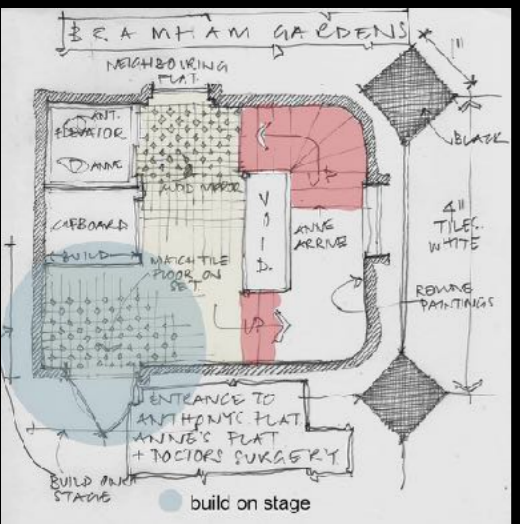 BRAMHAM GARDENS
NEIGHBOURING
FLAT.
1"
BLACK
ANT.
ELEVATOR
ANNE
ADD MIRROR
CUPBOARD
BUILD
MATCH TILE
FLOOR ON
SET.
VOID.
UP
ANNE
ARRIVE
4"
TILES.
WHITE
REMOVE
PAINTINGS
UP
ENTRANCE TO
ANTHONY'S FLAT
ANNE'S FLAT
+ DOCTORS SURGERY
BUILD ON
STAGE
build on stage